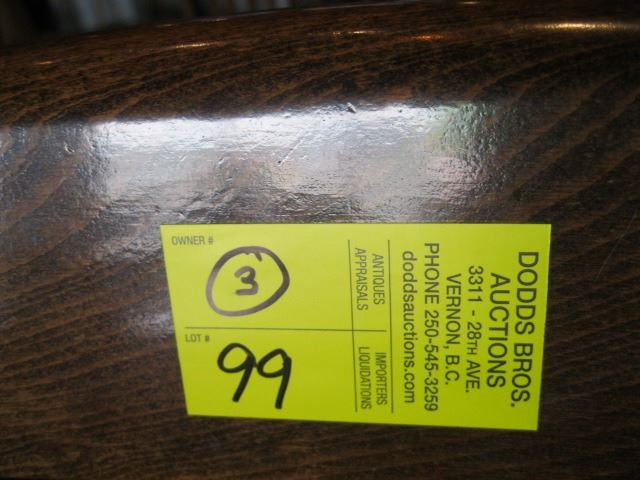 DODDS BROS.
AUCTIONS
3311 - 28TH AVE.
VERNON, B.C.
PHONE 250-545-3259
doddsauctions.com
ANTIQUES
APPRAISALS
IMPORTERS
LIQUIDATIONS
OWNER #
3
LOT #
99